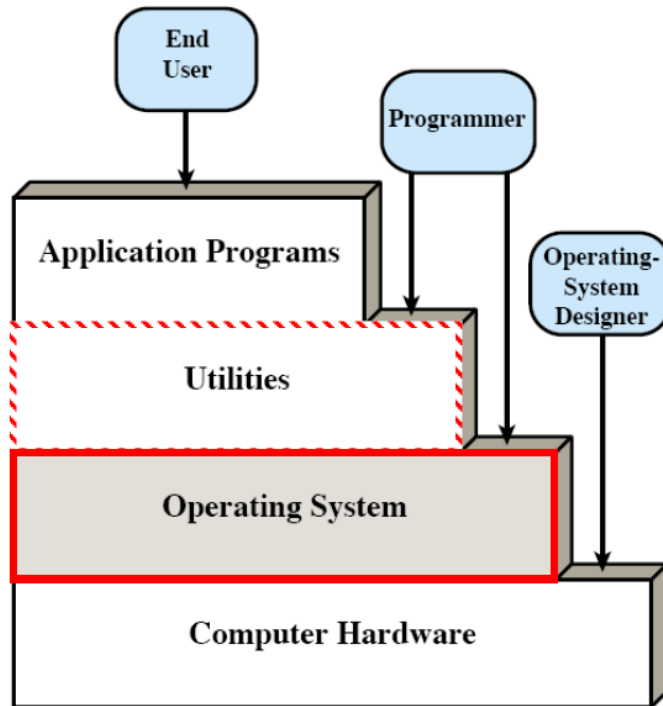 End
User
Programmer
Operating-
System
Designer
Application Programs
Utilities
Operating System
Computer Hardware